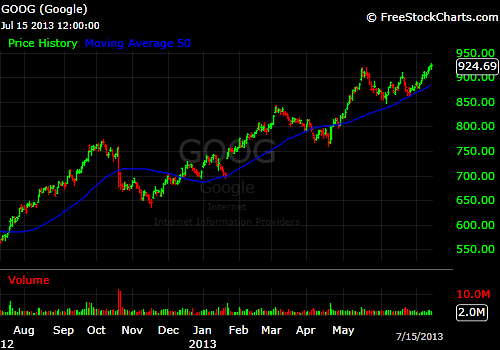 GOOG (Google)
© FreeStockCharts.com
Jul 15 2013 12:00:00
Price History Moving Average 50
950.00
924.69
900.00
850.00
800.00
750.00
700.00
650.00
600.00
550.00
GOOG
Google
Internet
Internet Information Providers
Volume
10.0M
2.0M
Aug Sep Oct Nov Dec Jan Feb Mar Apr May
12 2013 7/15/2013